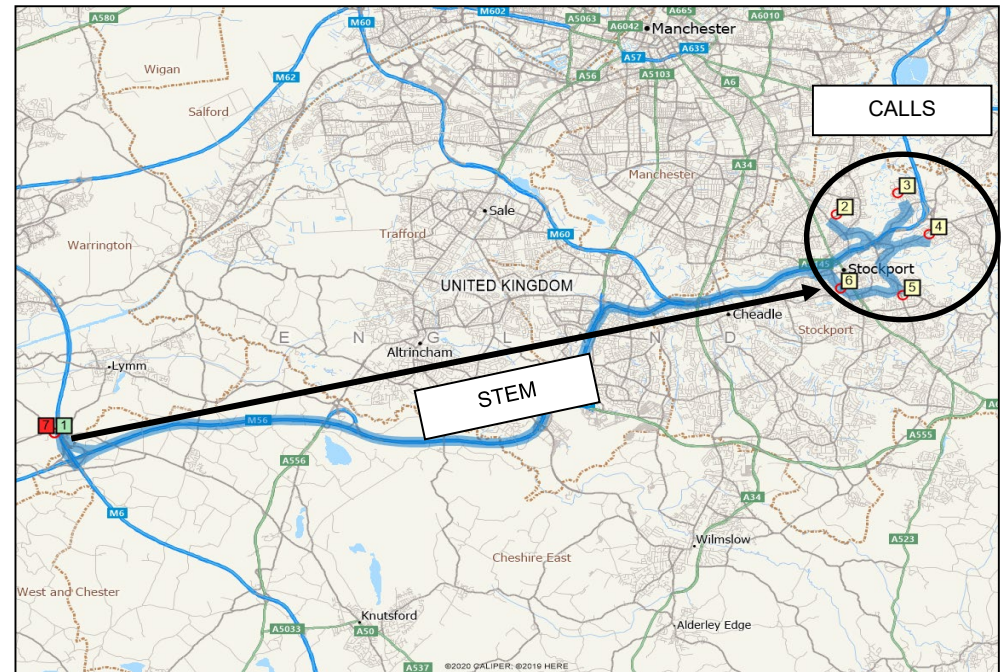 A580
M60
M602
A5063
A6042
A665
A6010
Manchester
A57
A635
A56
A5103
A6
Wigan
M62
Salford
CALLS
A34
Manchester
3
2
Sale
Trafford
4
Warrington
M60
Stockport
UNITED KINGDOM
6
5
Cheadle
Stockport
E N G L N D
Altrincham
Lymm
STEM
7 1
M56
A555
A556
A34
M6
Wilmslow
A523
Cheshire East
West and Chester
Knutsford
Alderley Edge
A5033
A50
A537
©2020 CALIPER; ©2019 HERE